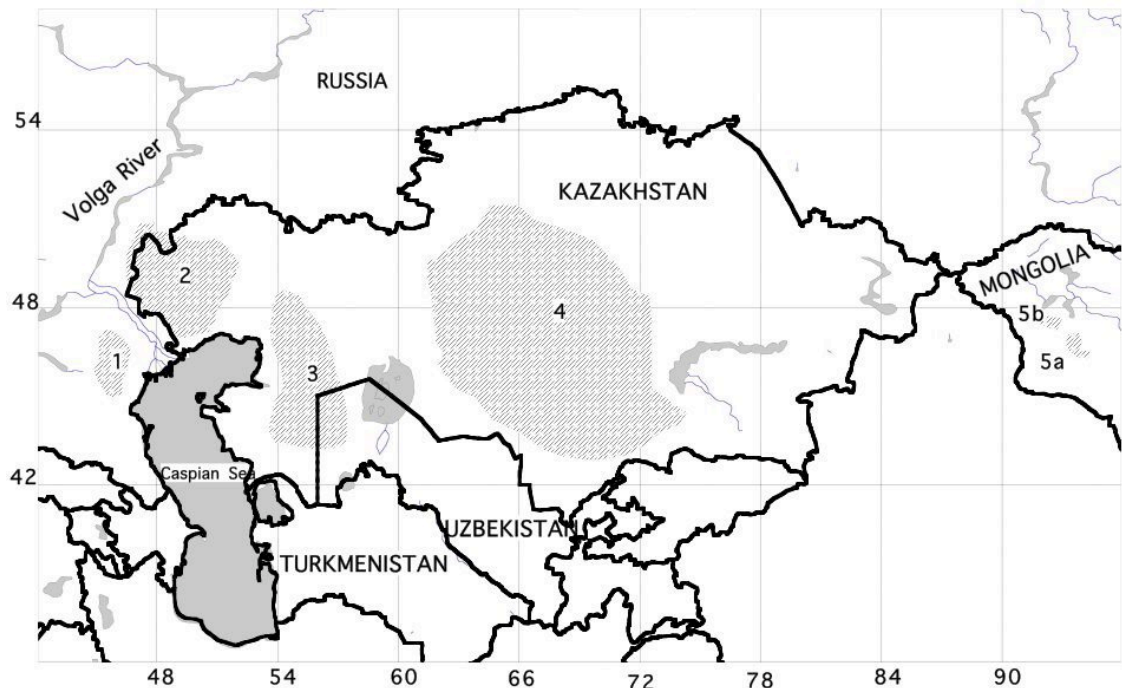 RUSSIA
54
Volga River
KAZAKHSTAN
MONGOLIA
2
48
4
5b
1
3
5a
42
Caspian Sea
UZBEKISTAN
TURKMENISTAN
48
54
60
66
72
78
84
90